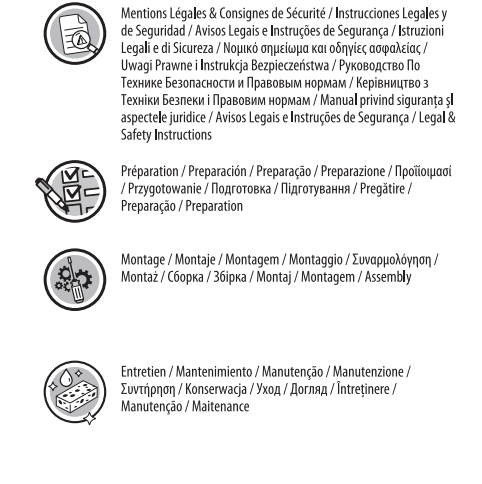 Mentions Légales & Consignes de Sécurité / Instrucciones Legales y
de Seguridad / Avisos Legais e Instruções de Segurança / Istruzioni
Legali e di Sicureza / Νομικό σημείωμα και οδηγίες ασφαλείας /
Uwagi Prawne i Instrukcja Bezpieczeństwa / Руководство По
Технике Безопасности и Правовым нормам / Керівництво з
Техніки Безпеки і Правовим нормам / Manual privind siguranța și
aspectele juridice / Avisos Legais e Instruções de Segurança / Legal &
Safety Instructions
Préparation / Preparación / Preparação / Preparazione / Προϊοιμασί
/ Przygotowanie / Подготовка / Підготування / Pregătire /
Preparação / Preparation
Montage / Montaje / Montagem / Montaggio / Συναρμολόγηση /
Montaż / Сборка / Збірка / Montaj / Montagem / Assembly
Entretien / Mantenimiento / Manutenção / Manutenzione /
Συντήρηση / Konserwacja / Уход / Догляд / Întreținere /
Manutenção / Maitenance